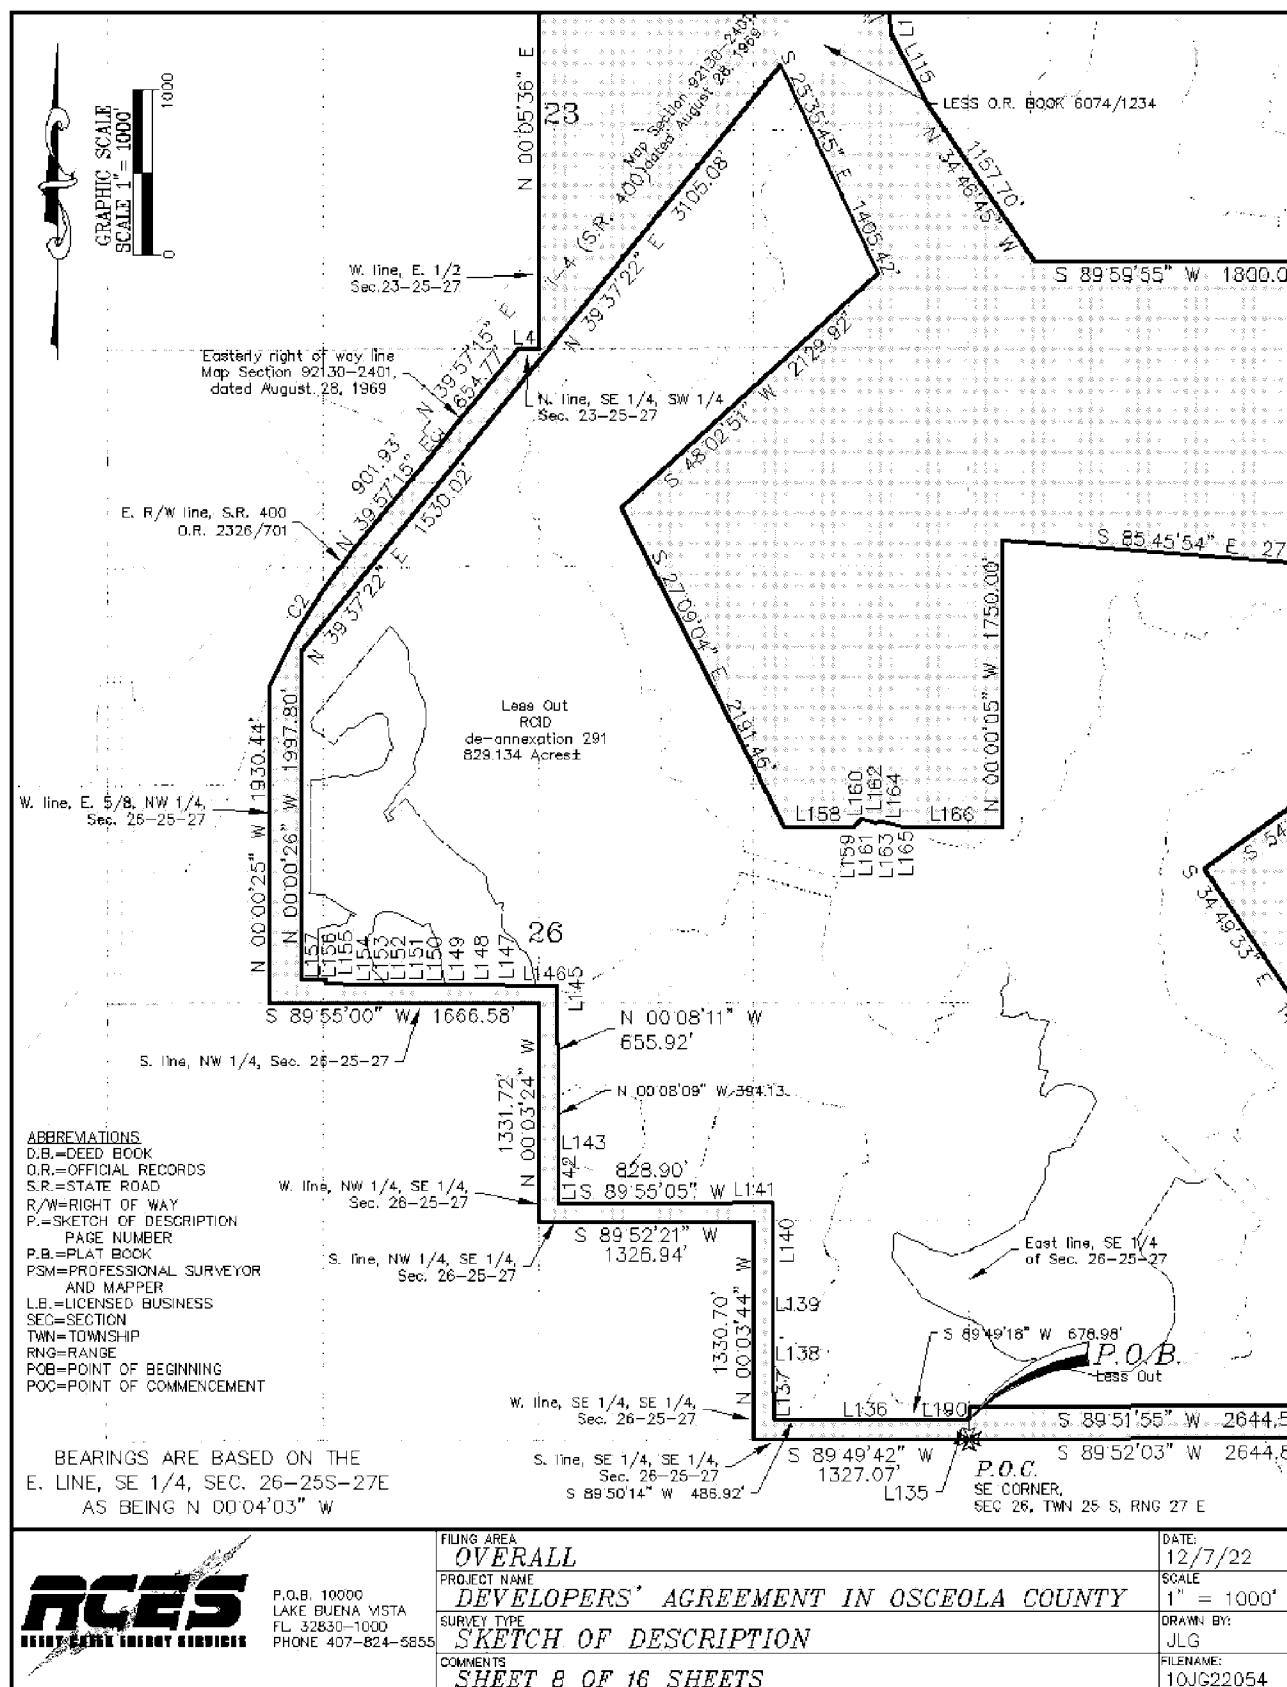 GRAPHIC SCALE
SCALE 1" = 1000'
0
1000
N 00°05'36" E
23
Map Section 92130-2401,
dated August 28, 1969
I-4 (S.R. 400)
N 39°37'22" E 3105.08'
S 25°35'45" E 1405.42'
L115
LESS O.R. BOOK 6074/1234
N 34°46'45" W
1157.70'
S 89°59'55" W 1800.0
W. line, E. 1/2
Sec.23-25-27
L4
Easterly right of way line
Map Section 92130-2401,
dated August 28, 1969
N 39°57'15" E
654.77'
N. line, SE 1/4, SW 1/4
Sec. 23-25-27
S 48°02'51" W 2129.92'
901.93'
N 39°57'15" E
1530.02'
N 39°37'22" E
E. R/W line, S.R. 400
O.R. 2326/701
C2
S 27°09'04" E 2191.46'
S 85°45'54" E 27
N 00°00'05" W 1750.00'
Less Out
RCID
de-annexation 291
829.134 Acres±
N 00°00'25" W 1930.44'
N 00°00'26" W 1997.80'
W. line, E. 5/8, NW 1/4,
Sec. 26-25-27
L158
L159
L160
L161
L162
L163
L164
L165
L166
S 54
S 34°49'33" E
26
L157
L156
L155
L154
L153
L152
L151
L150
L149
L148
L147
L146
L145
S 89°55'00" W 1666.58'
N 00°08'11" W
655.92'
S. line, NW 1/4, Sec. 26-25-27
N 00°08'09" W 394.13
1331.72'
N 00°03'24" W
L143
L142
828.90'
S 89°55'05" W
L141
W. line, NW 1/4, SE 1/4,
Sec. 26-25-27
S 89°52'21" W
1326.94'
S. line, NW 1/4, SE 1/4,
Sec. 26-25-27
L140
East line, SE 1/4
of Sec. 26-25-27
L139
L138
L137
1330.70'
N 00°03'44" W
S 89°49'18" W 678.98'
P.O.B.
Less Out
W. line, SE 1/4, SE 1/4,
Sec. 26-25-27
L136
L190
S 89°51'55" W 2644.5
S 89°52'03" W 2644.
S 89°49'42" W
1327.07'
S. line, SE 1/4, SE 1/4,
Sec. 26-25-27
S 89°50'14" W 486.92'
L135
P.O.C.
SE CORNER,
SEC 26, TWN 25 S, RNG 27 E
ABBREVIATIONS
D.B.=DEED BOOK
O.R.=OFFICIAL RECORDS
S.R.=STATE ROAD
R/W=RIGHT OF WAY
P.=SKETCH OF DESCRIPTION
PAGE NUMBER
P.B.=PLAT BOOK
PSM=PROFESSIONAL SURVEYOR
AND MAPPER
L.B.=LICENSED BUSINESS
SEC=SECTION
TWN=TOWNSHIP
RNG=RANGE
POB=POINT OF BEGINNING
POC=POINT OF COMMENCEMENT
BEARINGS ARE BASED ON THE
E. LINE, SE 1/4, SEC. 26-25S-27E
AS BEING N 00°04'03" W
RCES
REEDY CREEK ENERGY SERVICES
P.O.B. 10000
LAKE BUENA VISTA
FL. 32830-1000
PHONE 407-824-5855
FILING AREA
OVERALL
PROJECT NAME
DEVELOPERS' AGREEMENT IN OSCEOLA COUNTY
SURVEY TYPE
SKETCH OF DESCRIPTION
COMMENTS
SHEET 8 OF 16 SHEETS
DATE:
12/7/22
SCALE
1" = 1000'
DRAWN BY:
JLG
FILENAME:
10JG22054